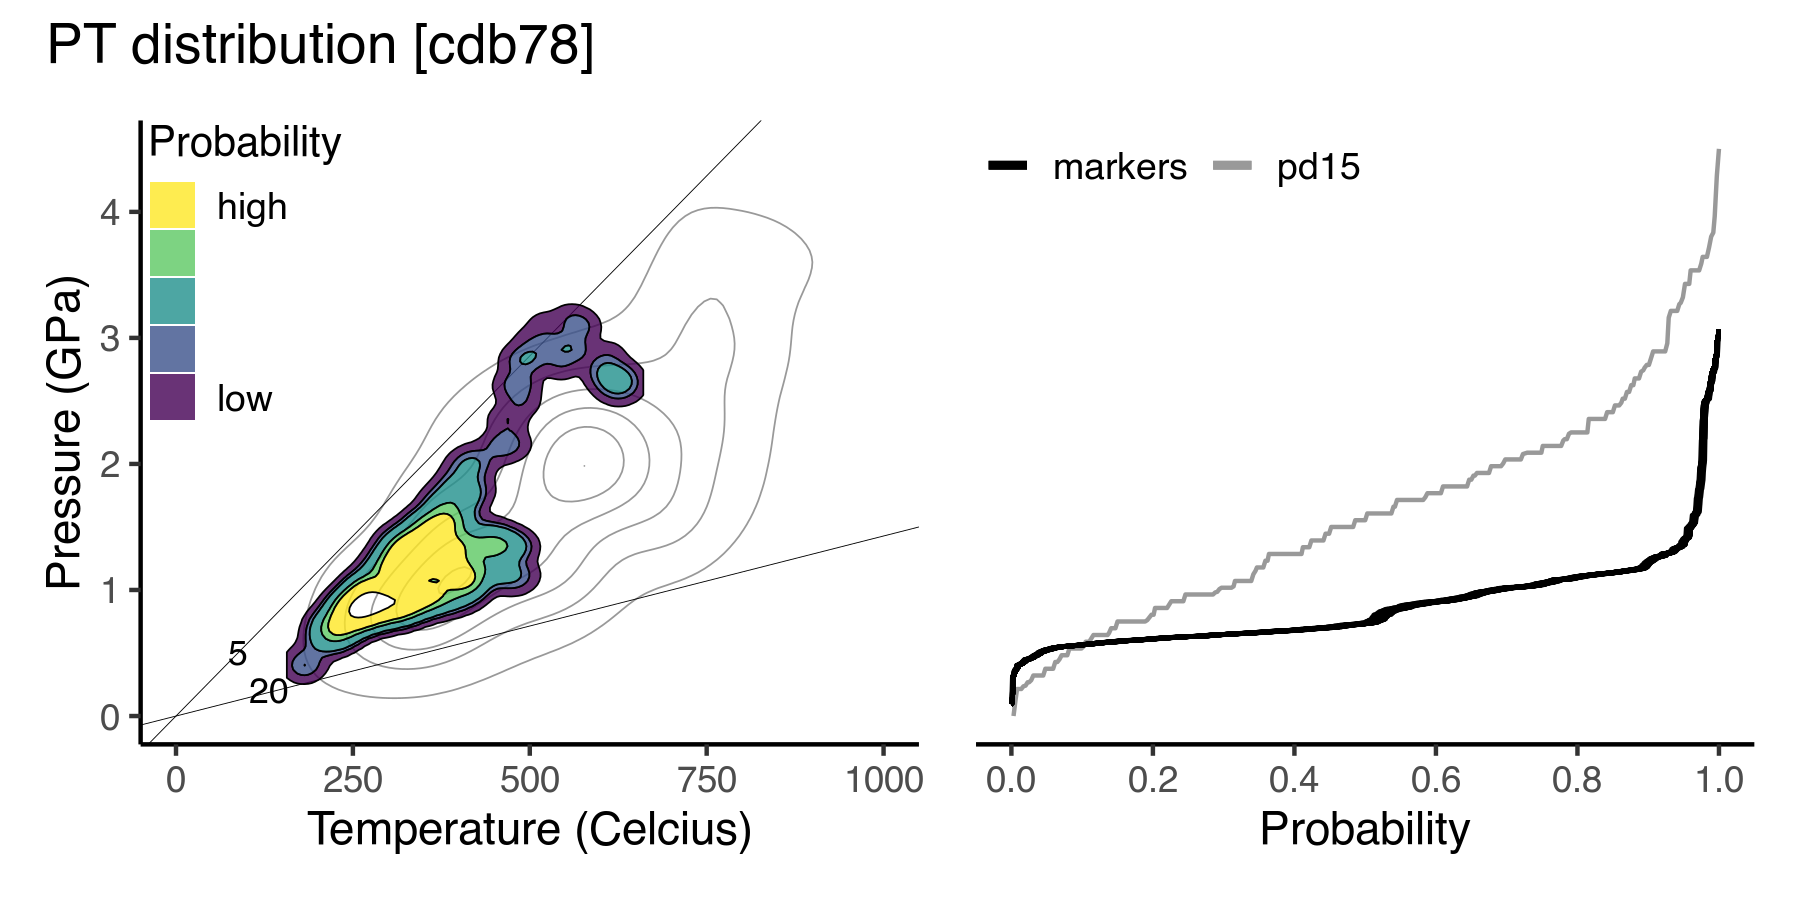 PT distribution [cdb78]
Probability
high
low
4
3
2
1
0
Pressure (GPa)
5
20
0 250 500 750 1000
Temperature (Celcius)
markers pd15
0.0 0.2 0.4 0.6 0.8 1.0
Probability